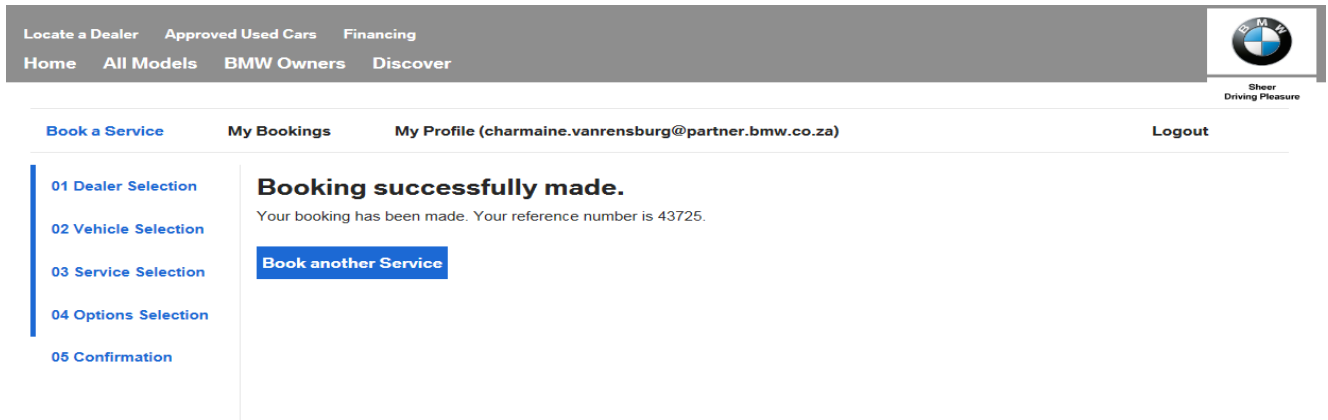 Locate a Dealer Approved Used Cars Financing
Home All Models BMW Owners Discover
BMW
Sheer
Driving Pleasure
Book a Service My Bookings My Profile (charmaine.vanrensburg@partner.bmw.co.za) Logout
01 Dealer Selection
02 Vehicle Selection
03 Service Selection
04 Options Selection
05 Confirmation
Booking successfully made.
Your booking has been made. Your reference number is 43725.
Book another Service